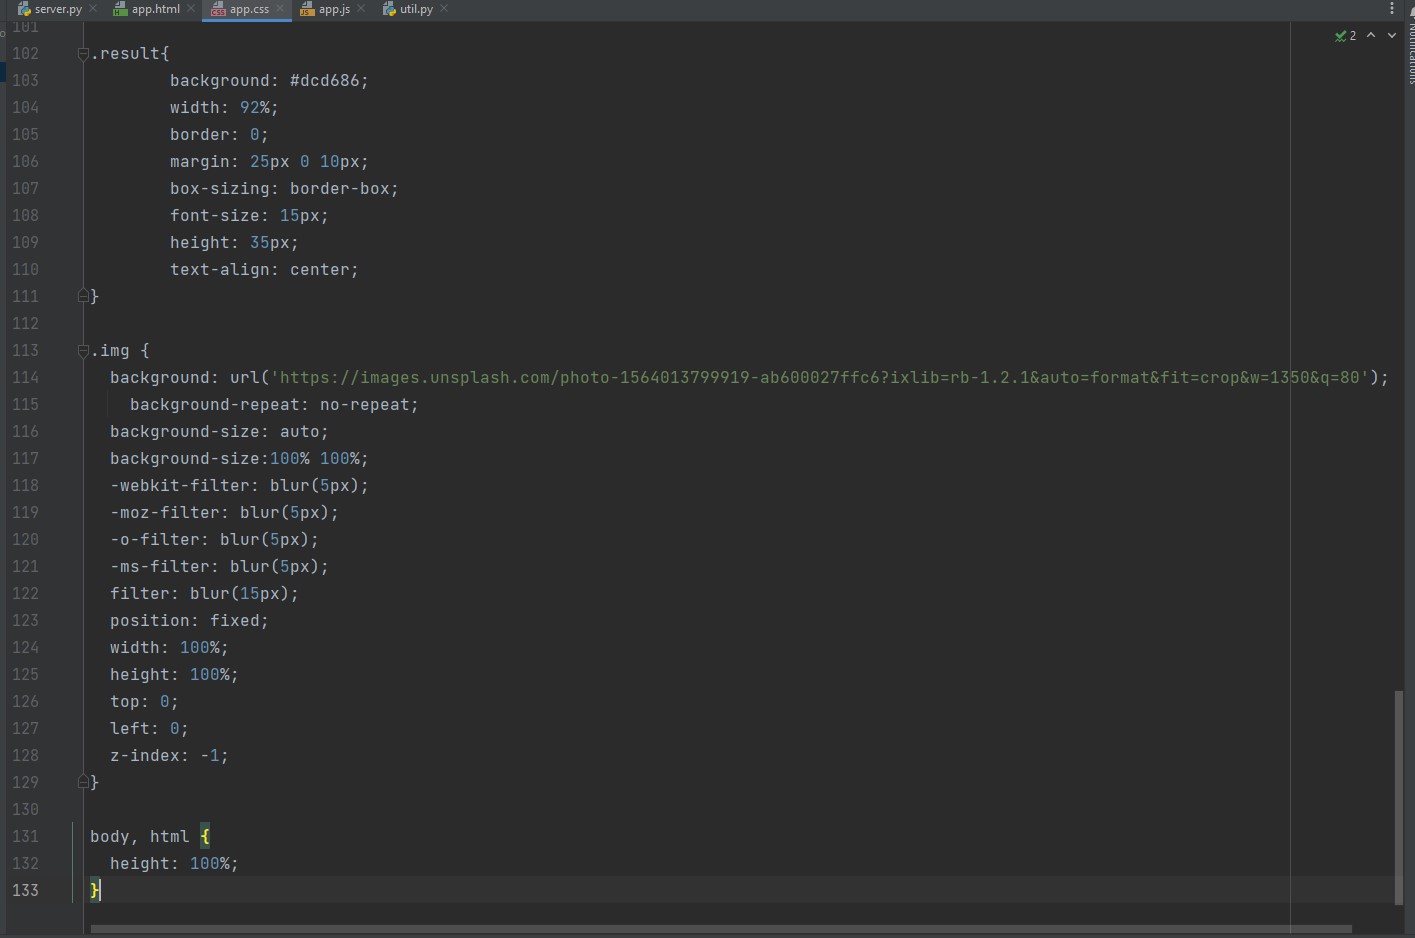 server.py app.html app.css app.js util.py
101
2
Notifications
102 .result{
103 background: #dcd686;
104 width: 92%;
105 border: 0;
106 margin: 25px 0 10px;
107 box-sizing: border-box;
108 font-size: 15px;
109 height: 35px;
110 text-align: center;
111 }
112
113 .img {
114 background: url('https://images.unsplash.com/photo-1564013799919-ab600027ffc6?ixlib=rb-1.2.1&auto=format&fit=crop&w=1350&q=80');
115 background-repeat: no-repeat;
116 background-size: auto;
117 background-size:100% 100%;
118 -webkit-filter: blur(5px);
119 -moz-filter: blur(5px);
120 -o-filter: blur(5px);
121 -ms-filter: blur(5px);
122 filter: blur(15px);
123 position: fixed;
124 width: 100%;
125 height: 100%;
126 top: 0;
127 left: 0;
128 z-index: -1;
129 }
130
131 body, html {
132 height: 100%;
133 }